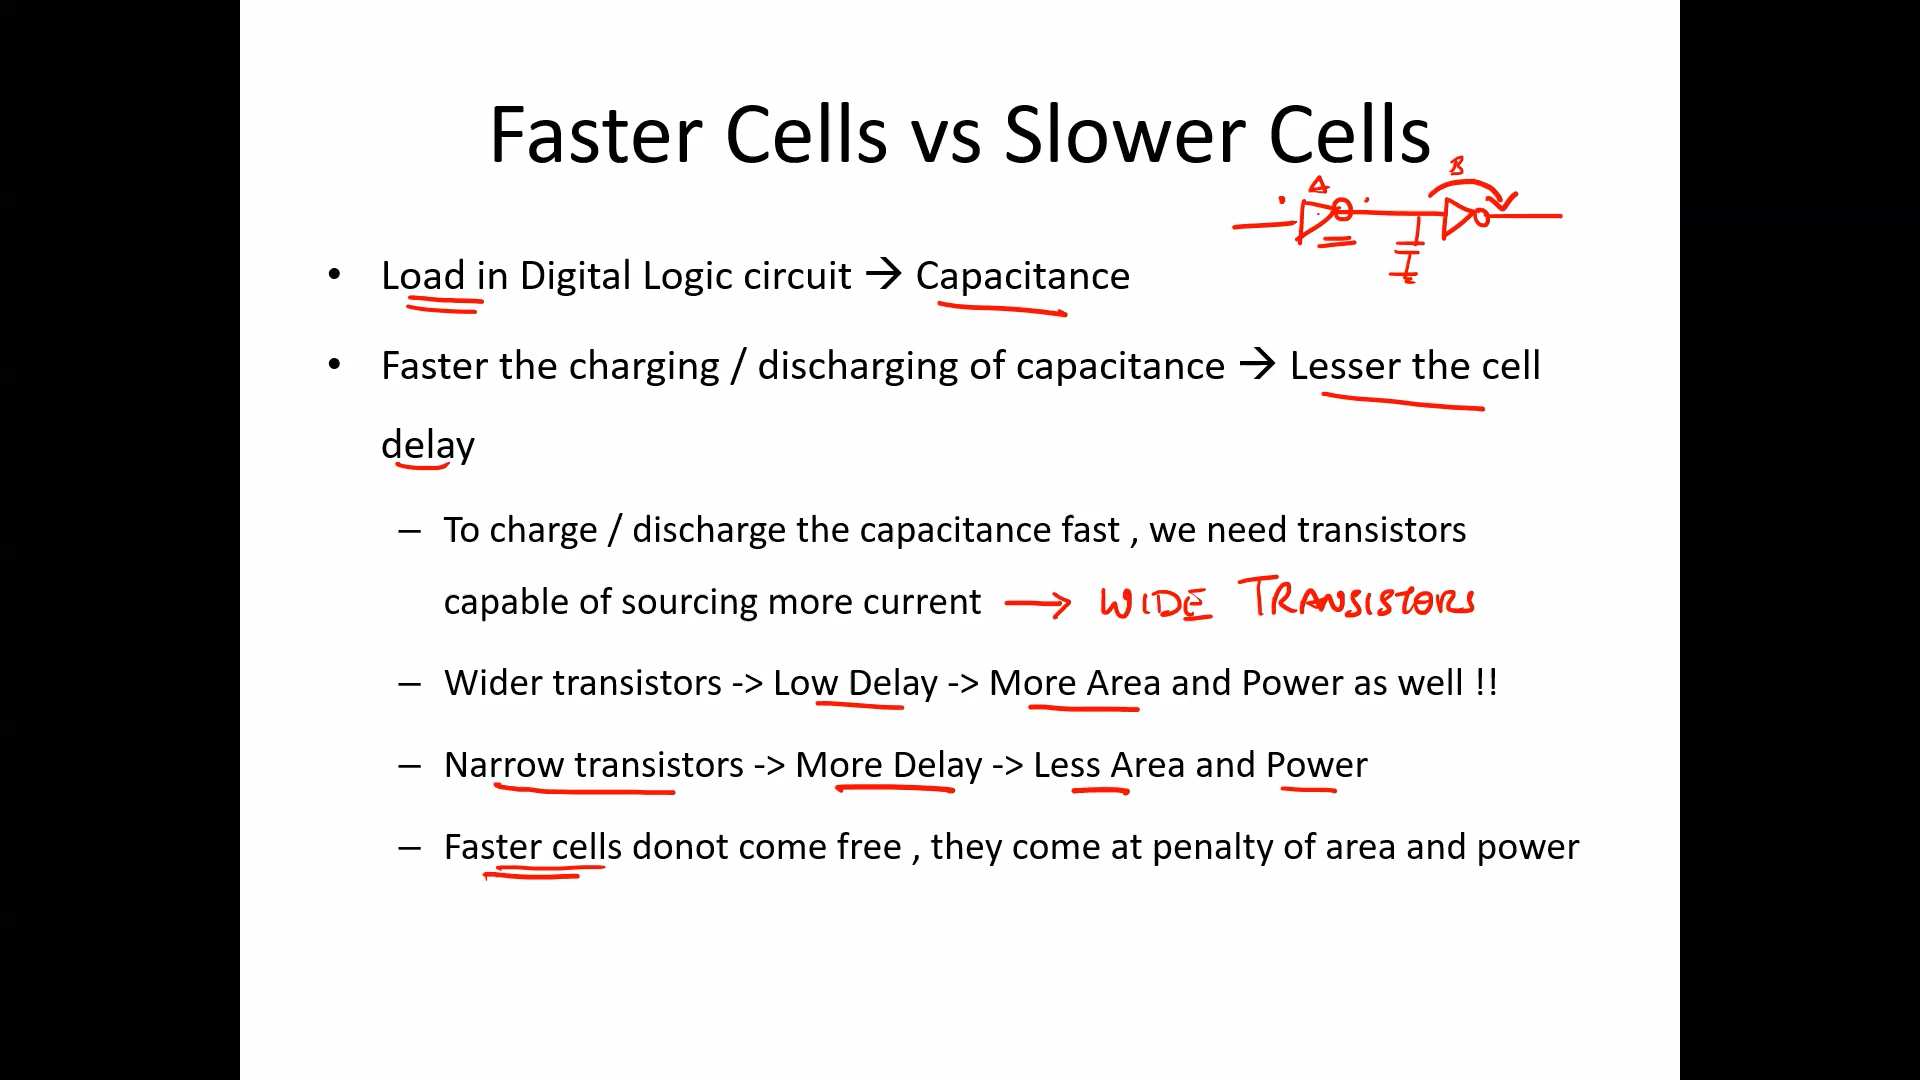 Faster Cells vs Slower Cells
A
B
• Load in Digital Logic circuit → Capacitance
• Faster the charging / discharging of capacitance → Lesser the cell
delay
– To charge / discharge the capacitance fast , we need transistors
capable of sourcing more current → WIDE TRANSISTORS
– Wider transistors -> Low Delay -> More Area and Power as well !!
– Narrow transistors -> More Delay -> Less Area and Power
– Faster cells donot come free , they come at penalty of area and power